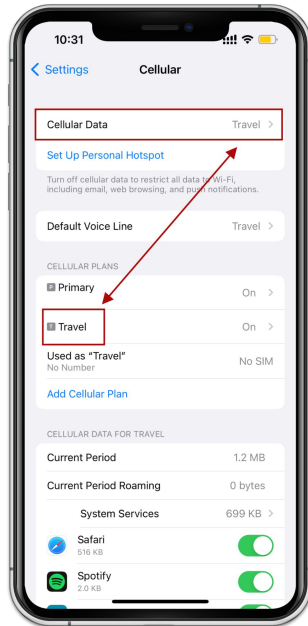 10:31
Settings
Cellular
Cellular Data Travel
Set Up Personal Hotspot
Turn off cellular data to restrict all data to Wi-Fi,
including email, web browsing, and push notifications.
Default Voice Line Travel
CELLULAR PLANS
P Primary
On
T Travel
On
Used as “Travel”
No SIM
No Number
Add Cellular Plan
CELLULAR DATA FOR TRAVEL
Current Period 1.2 MB
Current Period Roaming 0 bytes
System Services 699 KB
Safari
516 KB
Spotify
2.0 KB